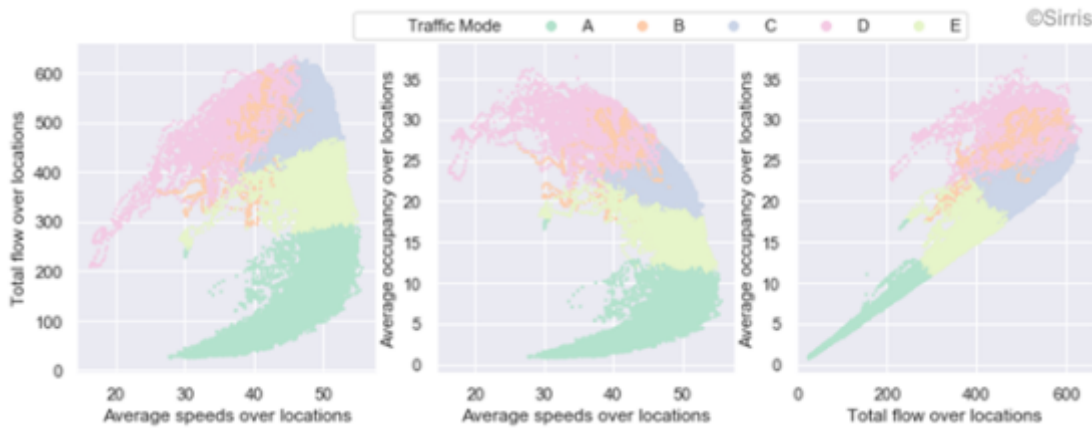 ©Sirris
Traffic Mode A B C D E
Total flow over locations
600
500
400
300
200
100
0
20 30 40 50
Average speeds over locations
Average occupancy over locations
35
30
25
20
15
10
5
0
20 30 40 50
Average speeds over locations
Average occupancy over locations
35
30
25
20
15
10
5
0
0 200 400 600
Total flow over locations